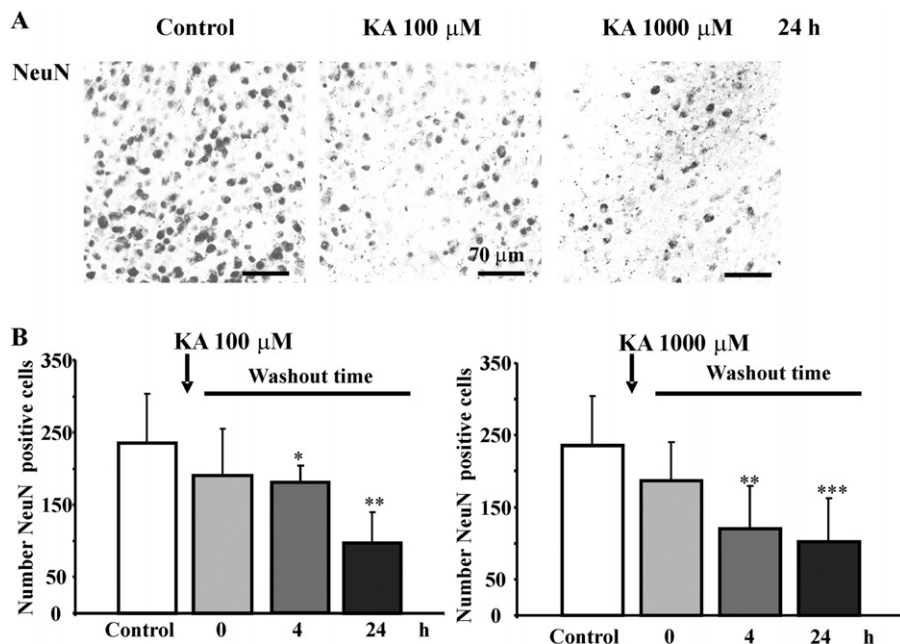 A
Control KA 100 μM KA 1000 μM 24 h
NeuN
70 μm
B
KA 100 μM
Washout time
Number NeuN positive cells
350
250
150
50
0
*
**
Control 0 4 24 h
KA 1000 μM
Washout time
Number NeuN positive cells
350
250
150
50
0
**
***
Control 0 4 24 h